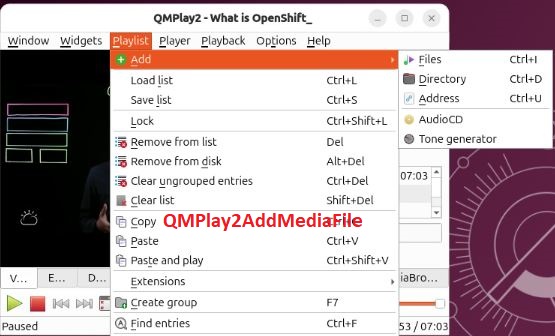 QMPlay2 - What is OpenShift_
Window Widgets Playlist Player Playback Options Help
Add
Files Ctrl+I
Directory Ctrl+D
Address Ctrl+U
AudioCD
Tone generator
Load list Ctrl+L
Save list Ctrl+S
Lock Ctrl+Shift+L
Remove from list Del
Remove from disk Alt+Del
Clear ungrouped entries Ctrl+Del
Clear list Shift+Del
07:03
Copy
QMPlay2AddMediaFile
Paste Ctrl+V
Paste and play Ctrl+Shift+V
Extensions
V... E... D...
Create group F7
Find entries Ctrl+F
Paused
53 / 07:03